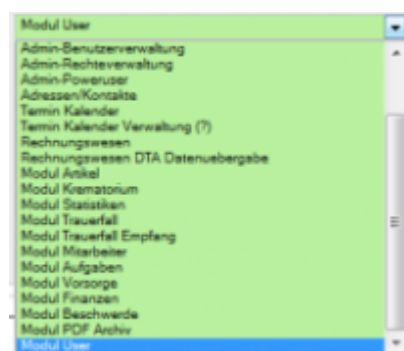 Modul User
Admin-Benutzerverwaltung
Admin-Rechteverwaltung
Admin-Poweruser
Adressen/Kontakte
Termin Kalender
Termin Kalender Verwaltung (?)
Rechnungswesen
Rechnungswesen DTA Datenuebergabe
Modul Artikel
Modul Krematorium
Modul Statistiken
Modul Trauerfall
Modul Trauerfall Empfang
Modul Mitarbeiter
Modul Aufgaben
Modul Vorsorge
Modul Finanzen
Modul Beschwerde
Modul PDF Archiv
Modul User